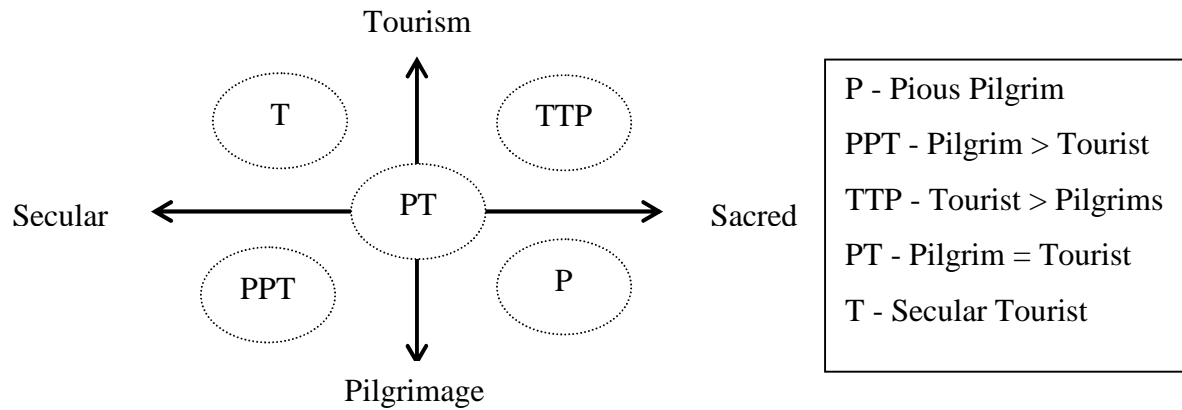 Tourism
T
TTP
Secular
PT
Sacred
PPT
P
Pilgrimage
P - Pious Pilgrim
PPT - Pilgrim > Tourist
TTP - Tourist > Pilgrims
PT - Pilgrim = Tourist
T - Secular Tourist